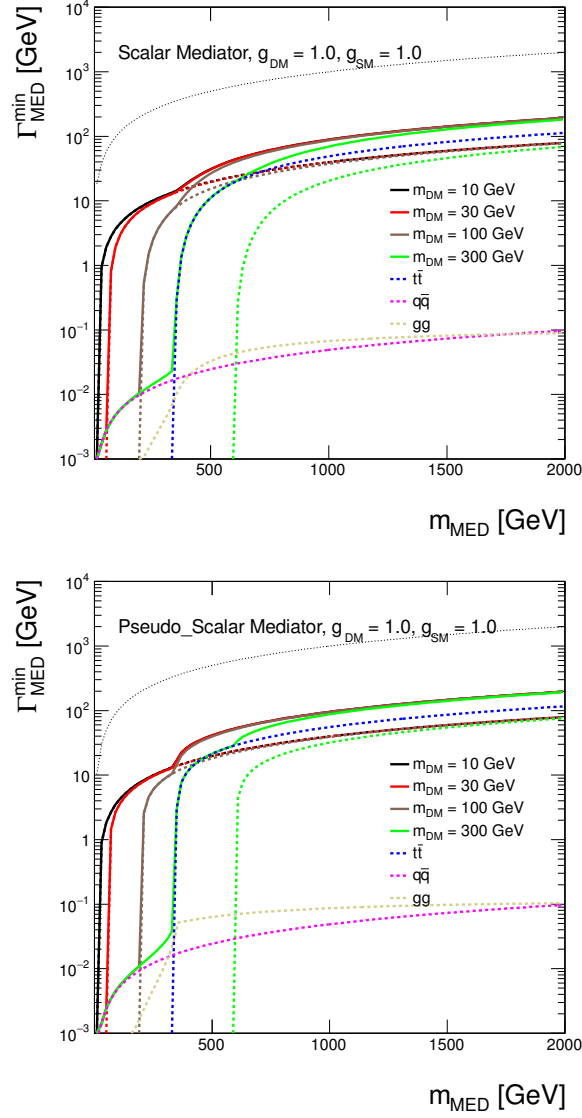 Γ_MED^min [GeV]
10^4
Scalar Mediator, g_DM = 1.0, g_SM = 1.0
10^3
10^2
10
1
10^-1
10^-2
10^-3
m_DM = 10 GeV
m_DM = 30 GeV
m_DM = 100 GeV
m_DM = 300 GeV
tt̄
qq̄
gg
500 1000 1500 2000
m_MED [GeV]
Γ_MED^min [GeV]
10^4
Pseudo_Scalar Mediator, g_DM = 1.0, g_SM = 1.0
10^3
10^2
10
1
10^-1
10^-2
10^-3
m_DM = 10 GeV
m_DM = 30 GeV
m_DM = 100 GeV
m_DM = 300 GeV
tt̄
qq̄
gg
500 1000 1500 2000
m_MED [GeV]